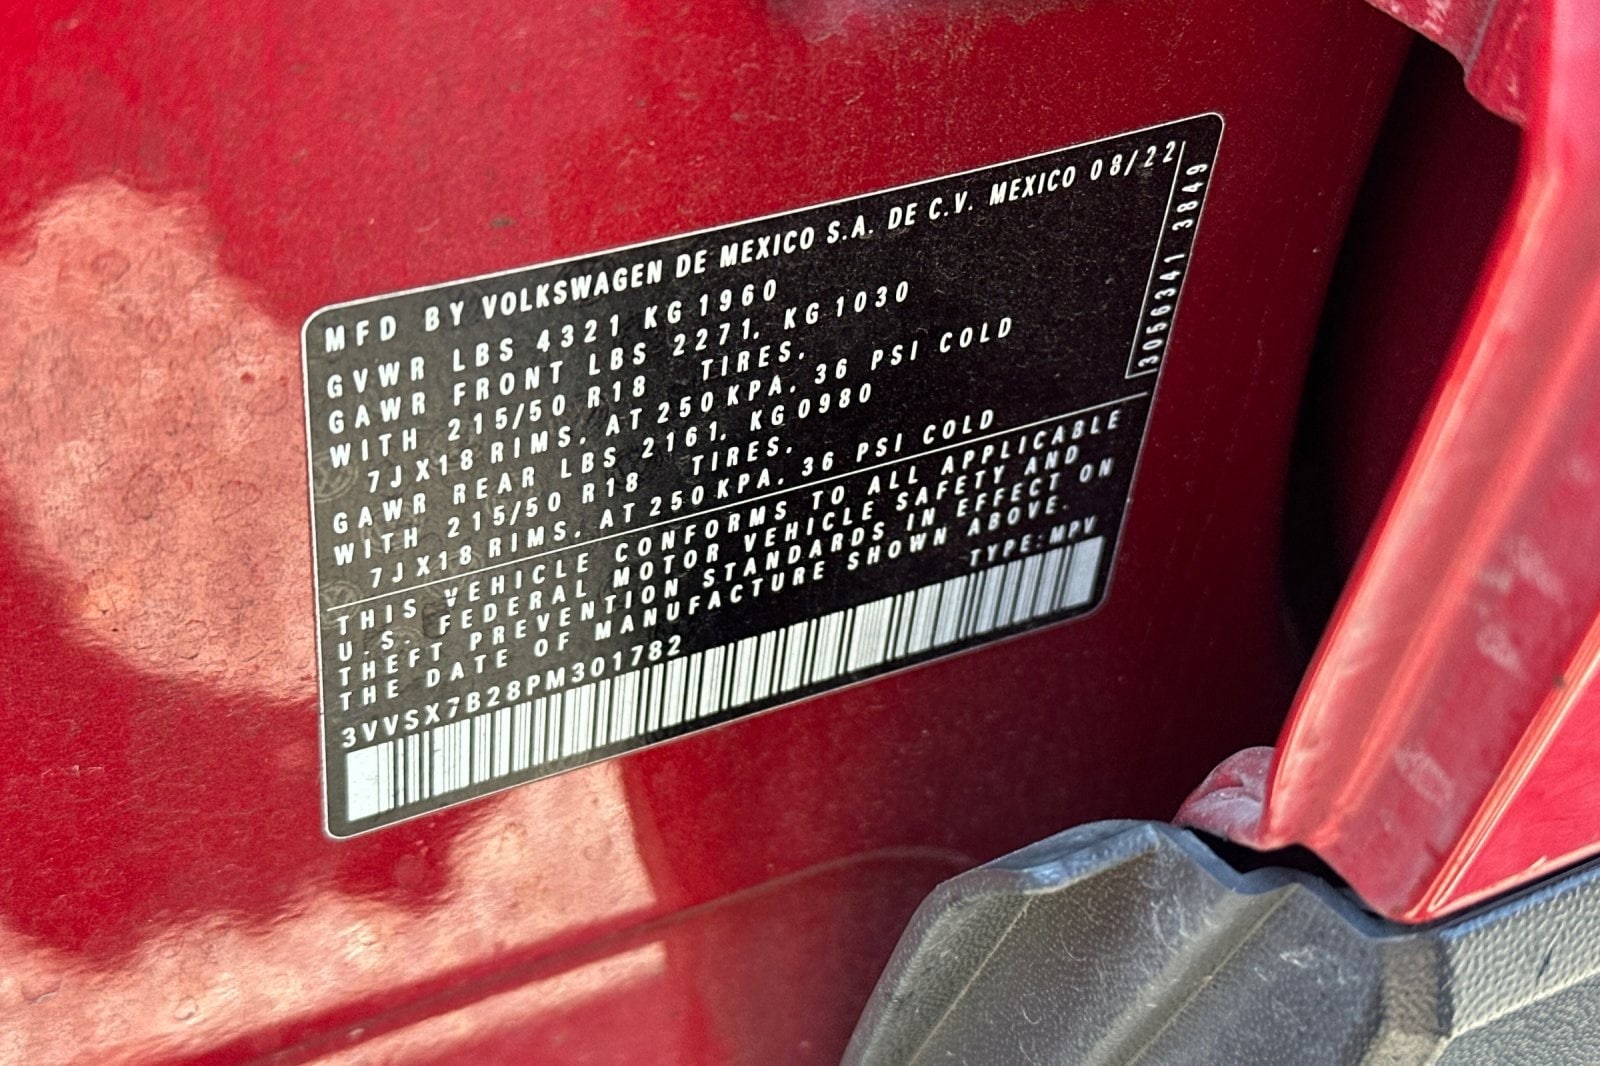 MFD BY VOLKSWAGEN DE MEXICO S.A. DE C.V. MEXICO 08/22
GVWR LBS 4321 KG 1960
GAWR FRONT LBS 2271, KG 1030
WITH 215/50 R18 TIRES,
7JX18 RIMS, AT 250 KPA, 36 PSI COLD
GAWR REAR LBS 2161, KG 0980
WITH 215/50 R18 TIRES,
7JX18 RIMS, AT 250 KPA, 36 PSI COLD
THIS VEHICLE CONFORMS TO ALL APPLICABLE
U.S. FEDERAL MOTOR VEHICLE SAFETY AND
THEFT PREVENTION STANDARDS IN EFFECT ON
THE DATE OF MANUFACTURE SHOWN ABOVE.
3VVSX7B28PM301782 TYPE: MPV
3056341 3849